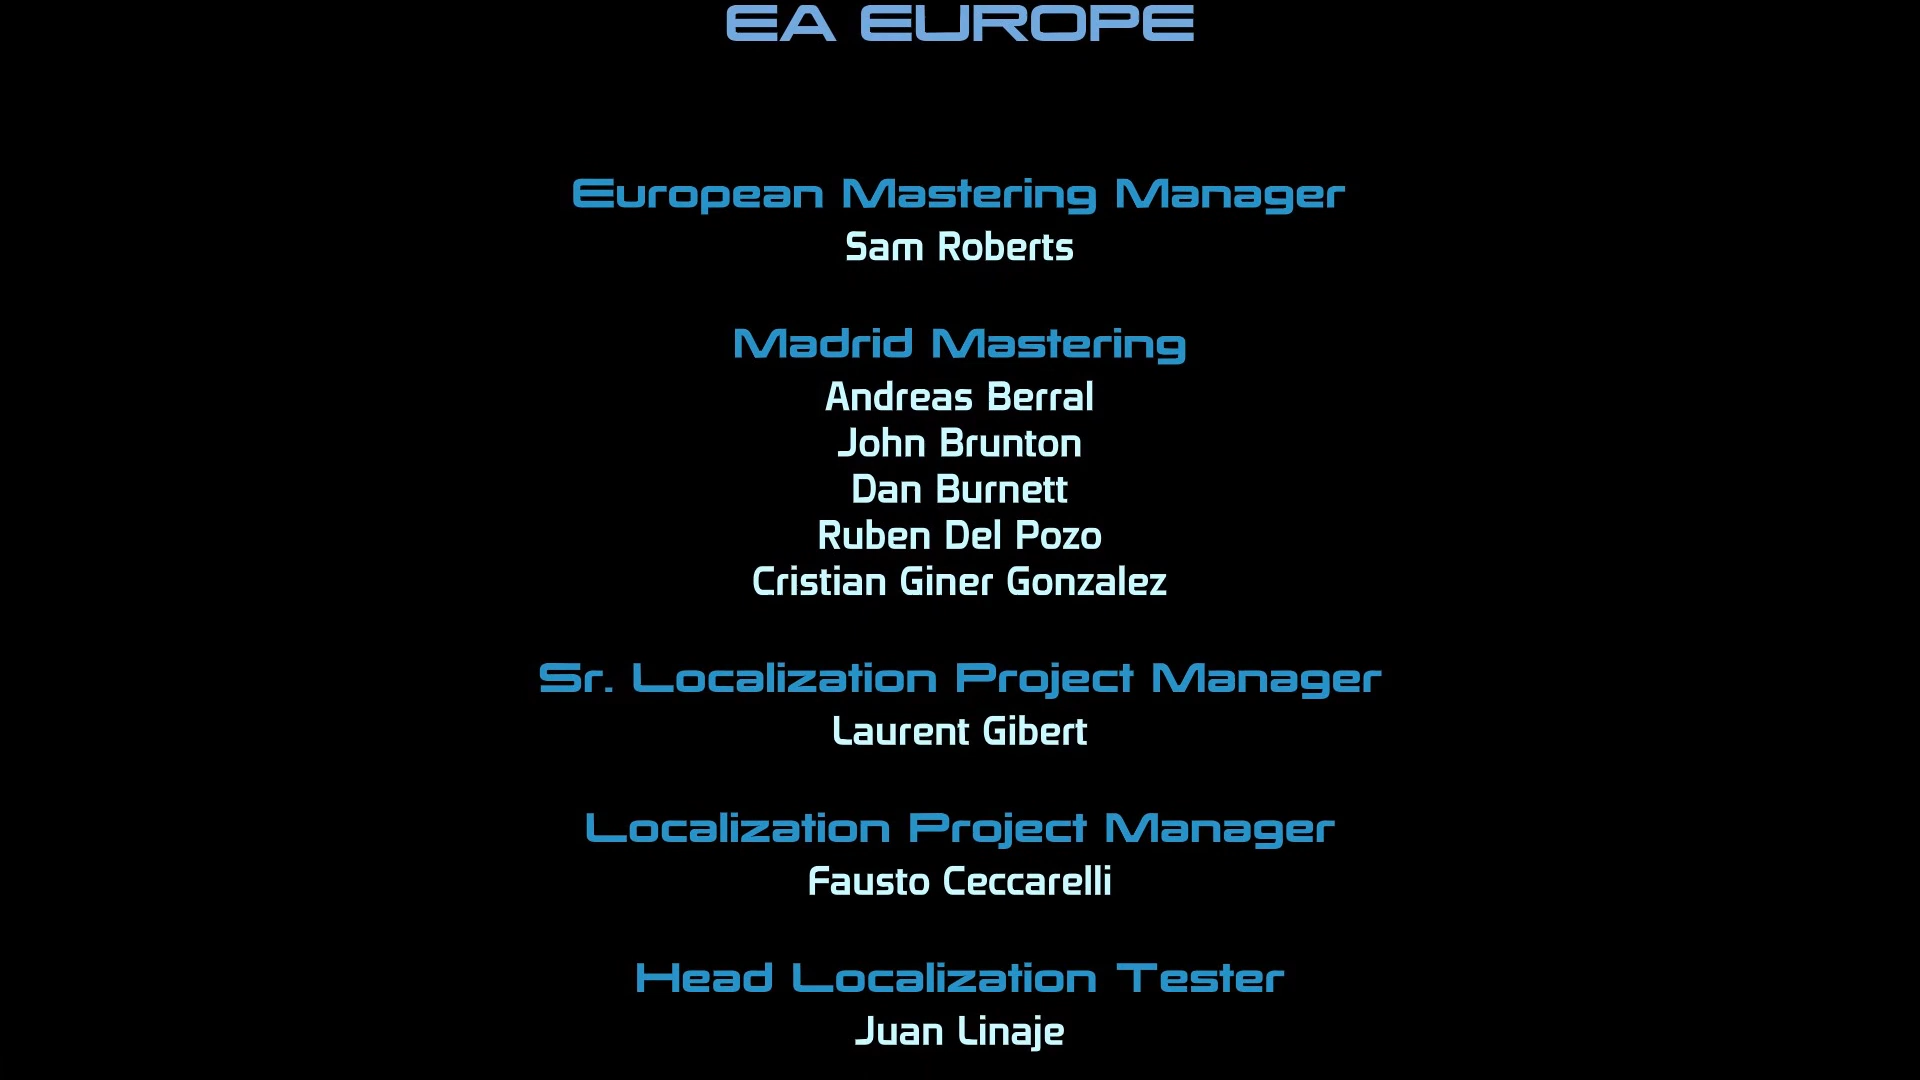 EA EUROPE
European Mastering Manager
Sam Roberts
Madrid Mastering
Andreas Berral
John Brunton
Dan Burnett
Ruben Del Pozo
Cristian Giner Gonzalez
Sr. Localization Project Manager
Laurent Gibert
Localization Project Manager
Fausto Ceccarelli
Head Localization Tester
Juan Linaje